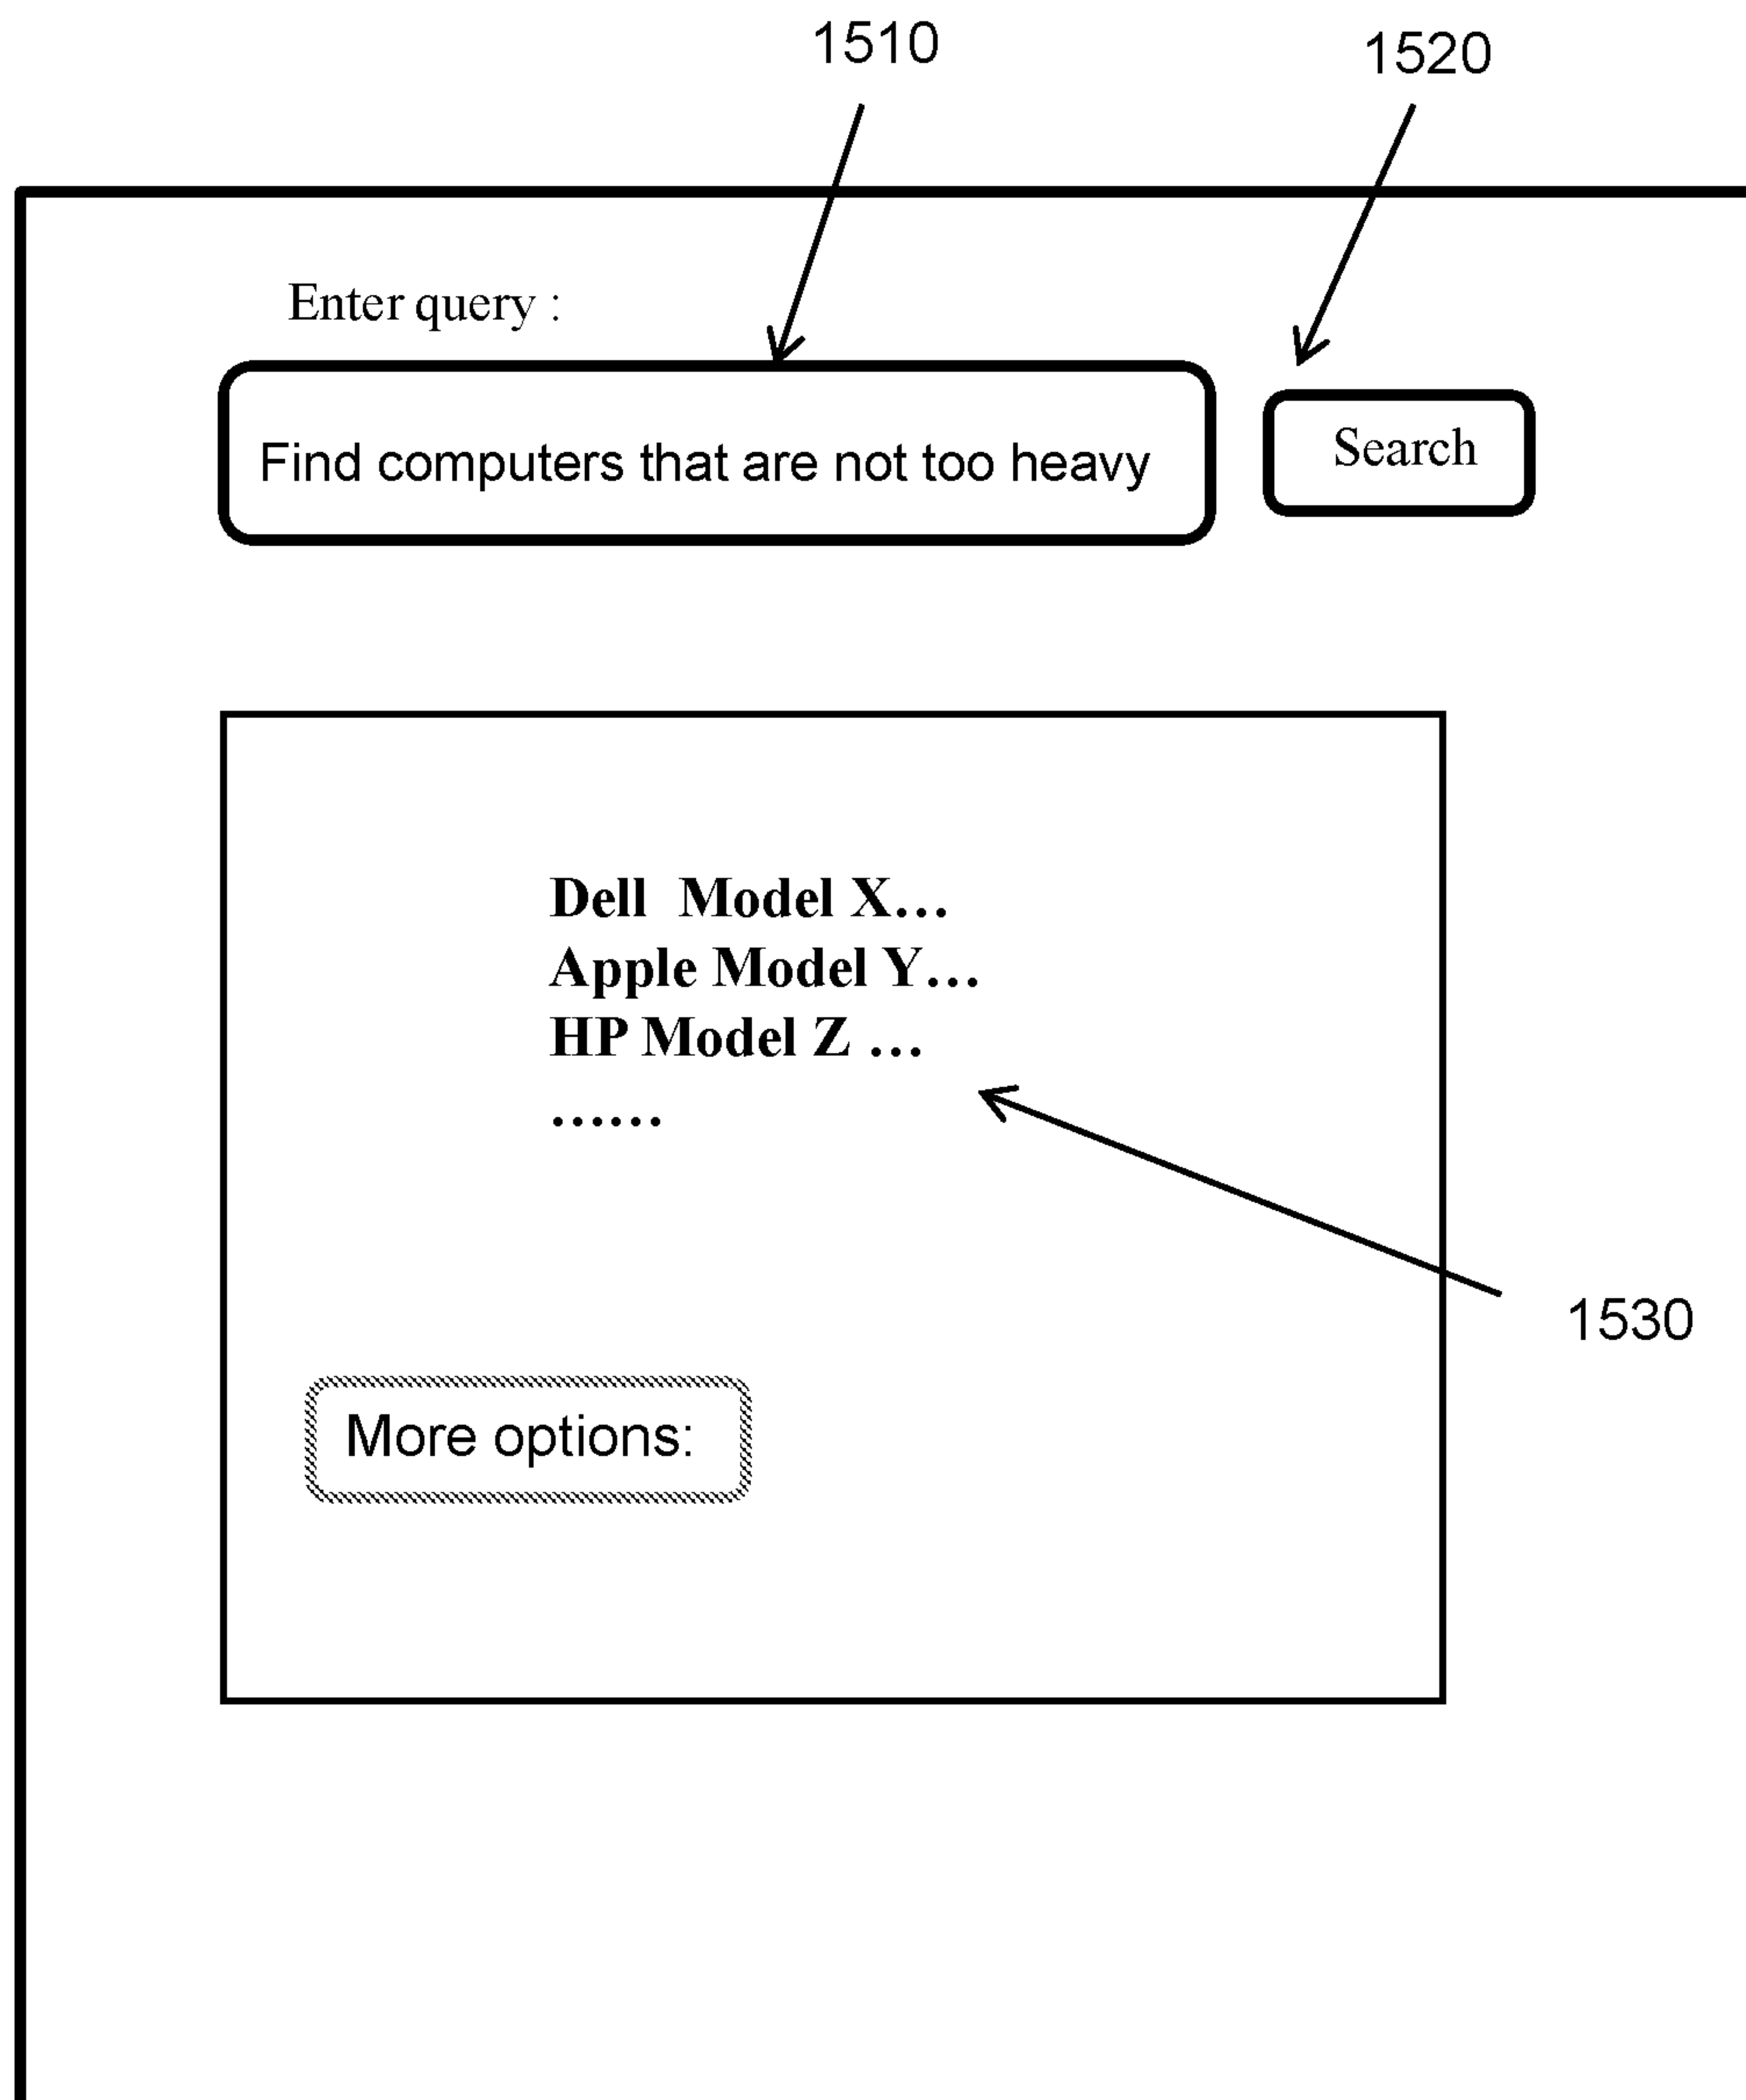 1510
1520
Enter query :
Find computers that are not too heavy
Search
Dell  Model X...
Apple Model Y...
HP Model Z ...
......
1530
More options: